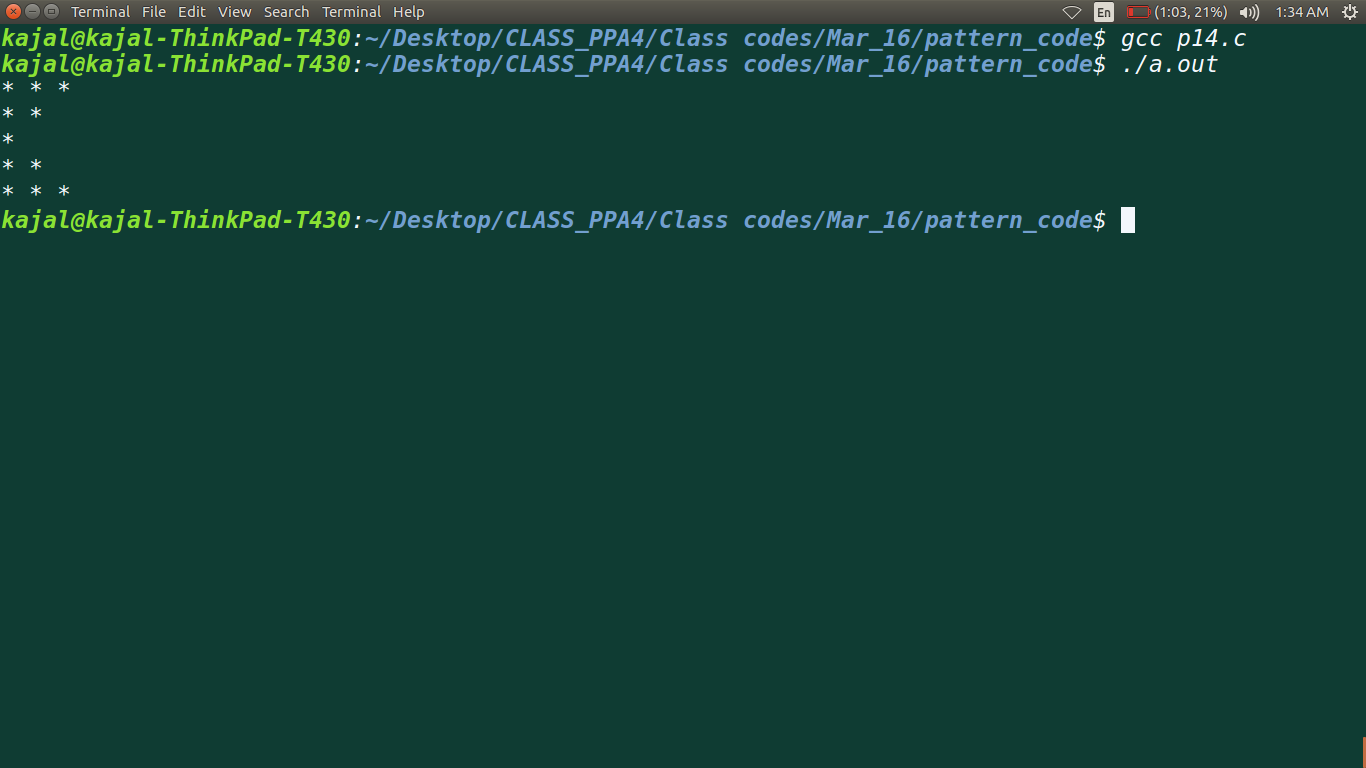 Terminal File Edit View Search Terminal Help En (1:03, 21%) 1:34 AM
kajal@kajal-ThinkPad-T430:~/Desktop/CLASS_PPA4/Class codes/Mar_16/pattern_code$ gcc p14.c
kajal@kajal-ThinkPad-T430:~/Desktop/CLASS_PPA4/Class codes/Mar_16/pattern_code$ ./a.out
* * *
* *
*
* *
* * *
kajal@kajal-ThinkPad-T430:~/Desktop/CLASS_PPA4/Class codes/Mar_16/pattern_code$